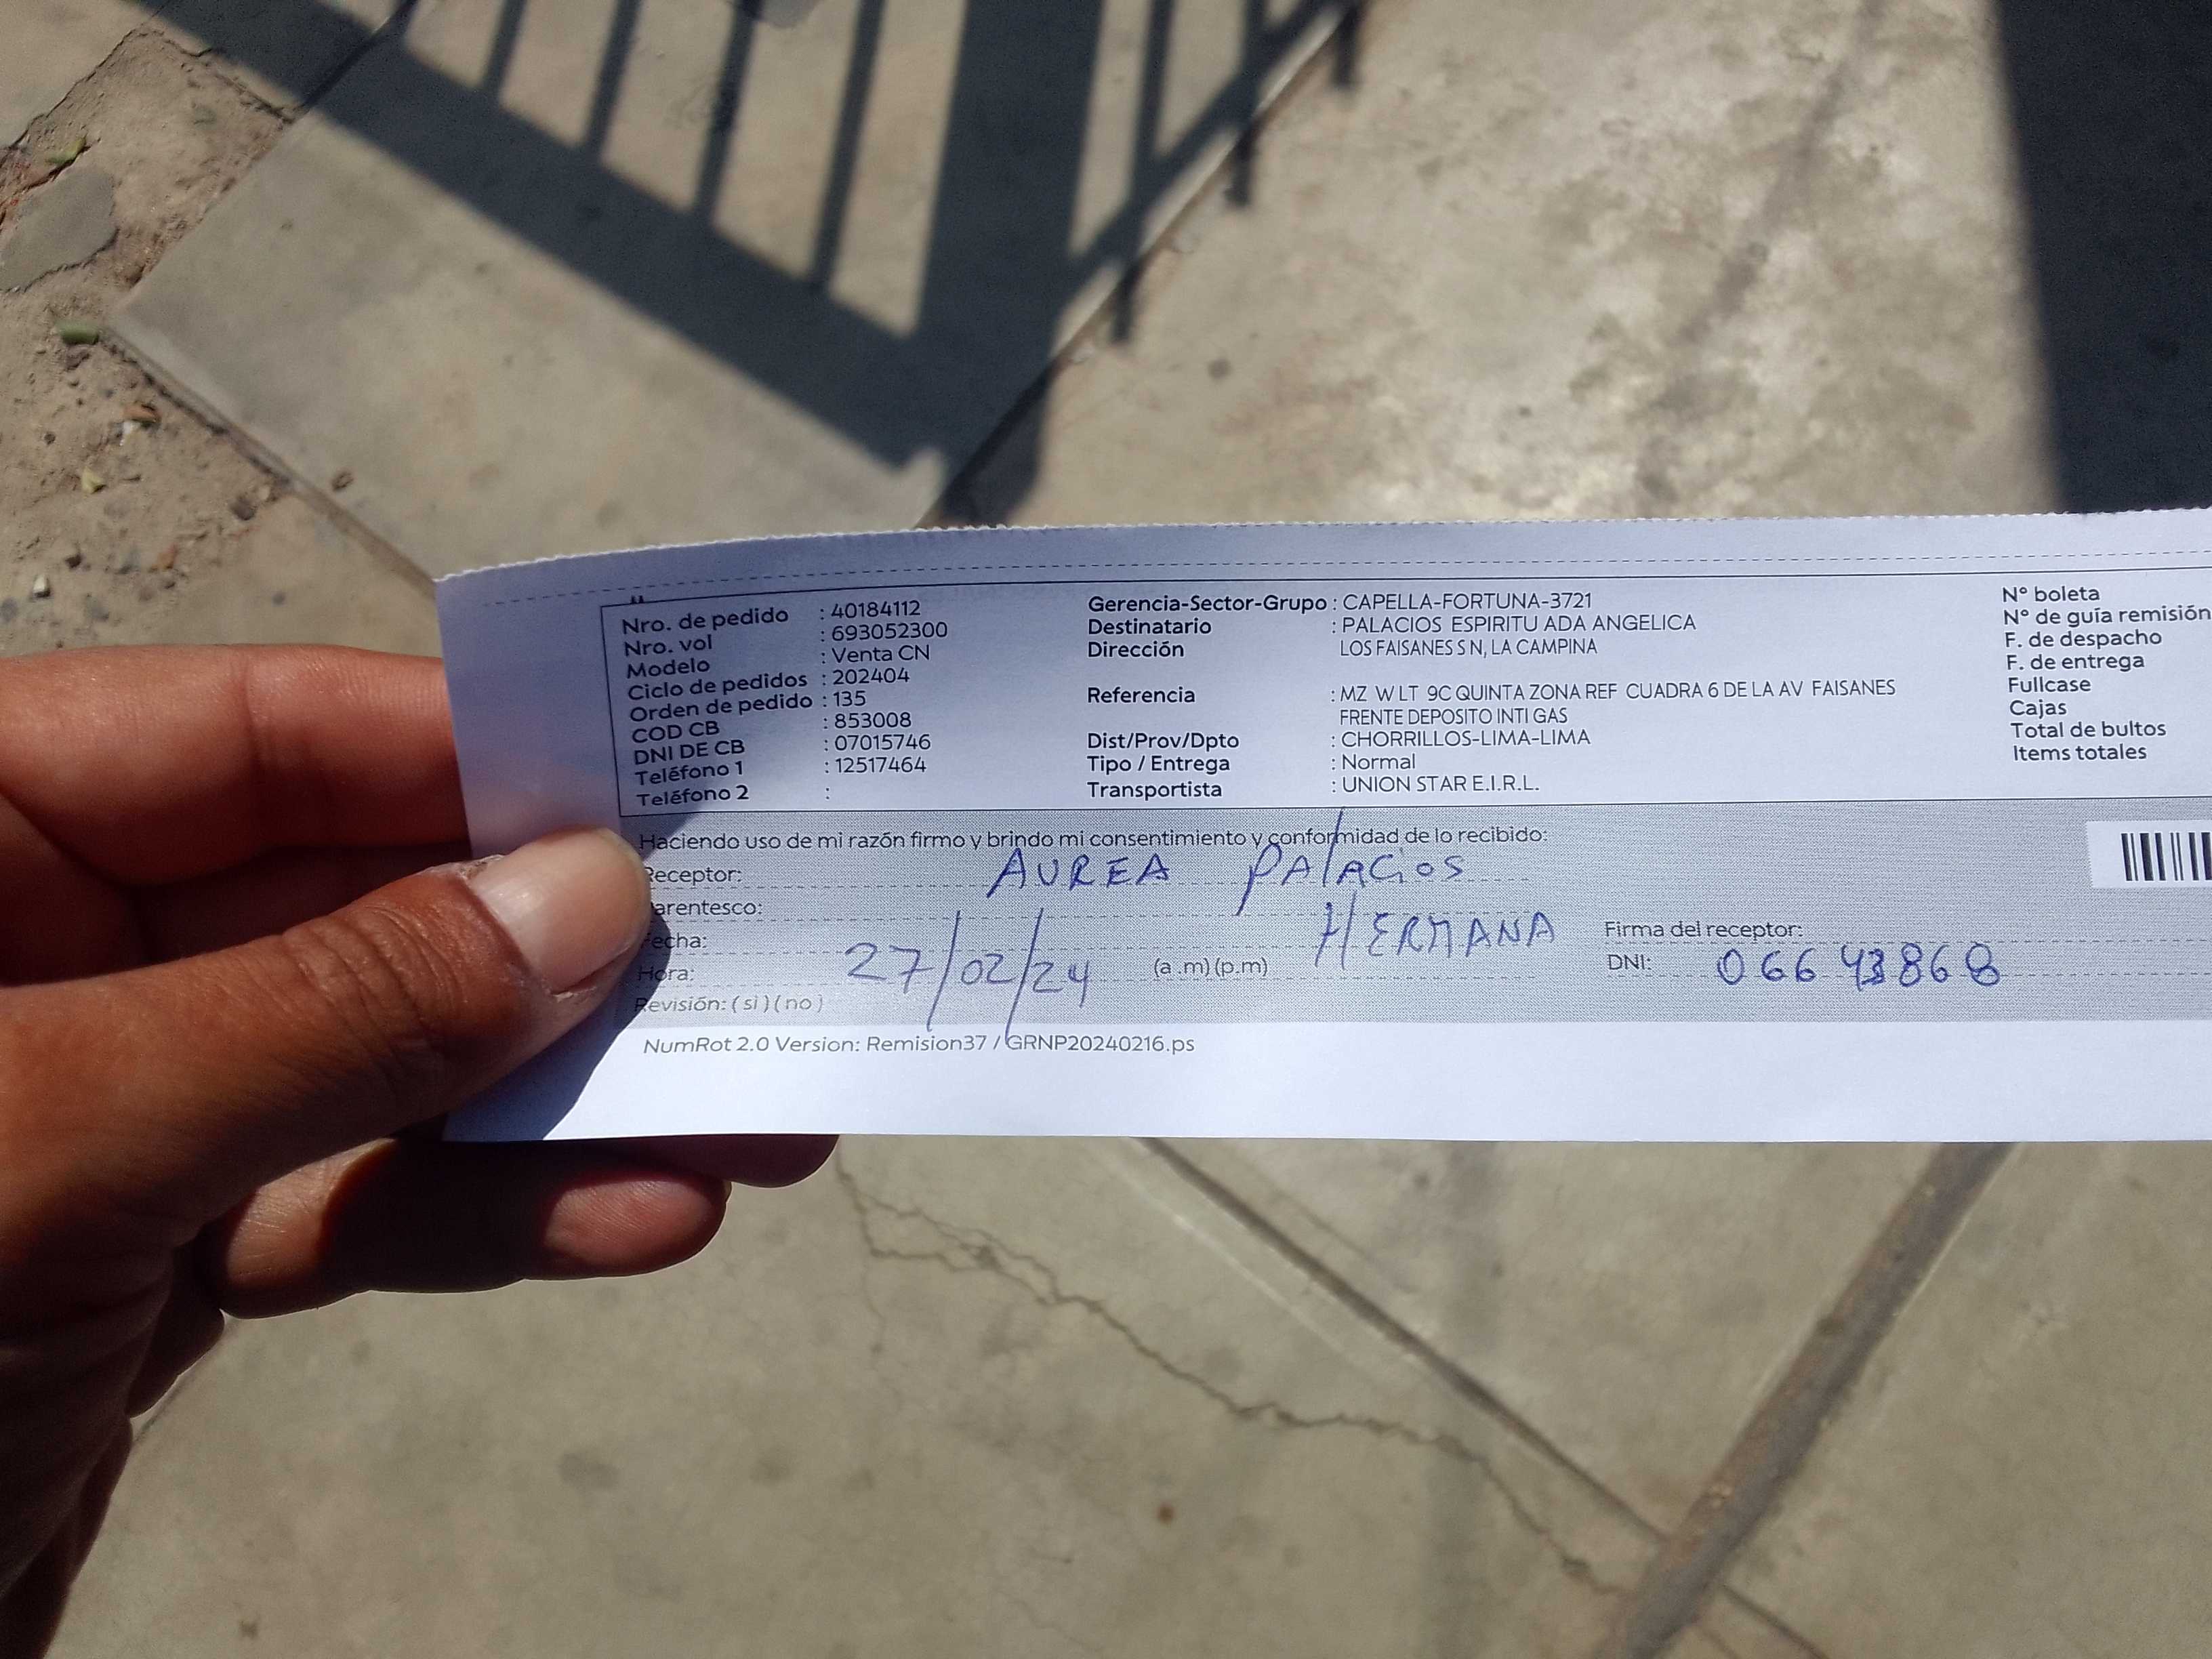 Nro. de pedido : 40184112
Nro. vol : 693052300
Modelo : Venta CN
Ciclo de pedidos : 202404
Orden de pedido : 135
COD CB : 853008
DNI DE CB : 07015746
Teléfono 1 : 12517464
Teléfono 2 :
Gerencia-Sector-Grupo : CAPELLA-FORTUNA-3721
Destinatario : PALACIOS ESPIRITU ADA ANGELICA
Dirección LOS FAISANES S N, LA CAMPINA
Referencia : MZ W LT 9C QUINTA ZONA REF CUADRA 6 DE LA AV FAISANES
FRENTE DEPOSITO INTI GAS
Dist/Prov/Dpto : CHORRILLOS-LIMA-LIMA
Tipo / Entrega : Normal
Transportista : UNION STAR E.I.R.L.
N° boleta
N° de guía remisión
F. de despacho
F. de entrega
Fullcase
Cajas
Total de bultos
Items totales
Haciendo uso de mi razón firmo y brindo mi consentimiento y conformidad de lo recibido:
Receptor: AUREA PALACIOS
arentesco: HERMANA
echa: 27/02/24
Hora: (a .m) (p.m)
Revisión: ( si ) ( no )
Firma del receptor:
DNI: 06643868
NumRot 2.0 Version: Remision37 / GRNP20240216.ps